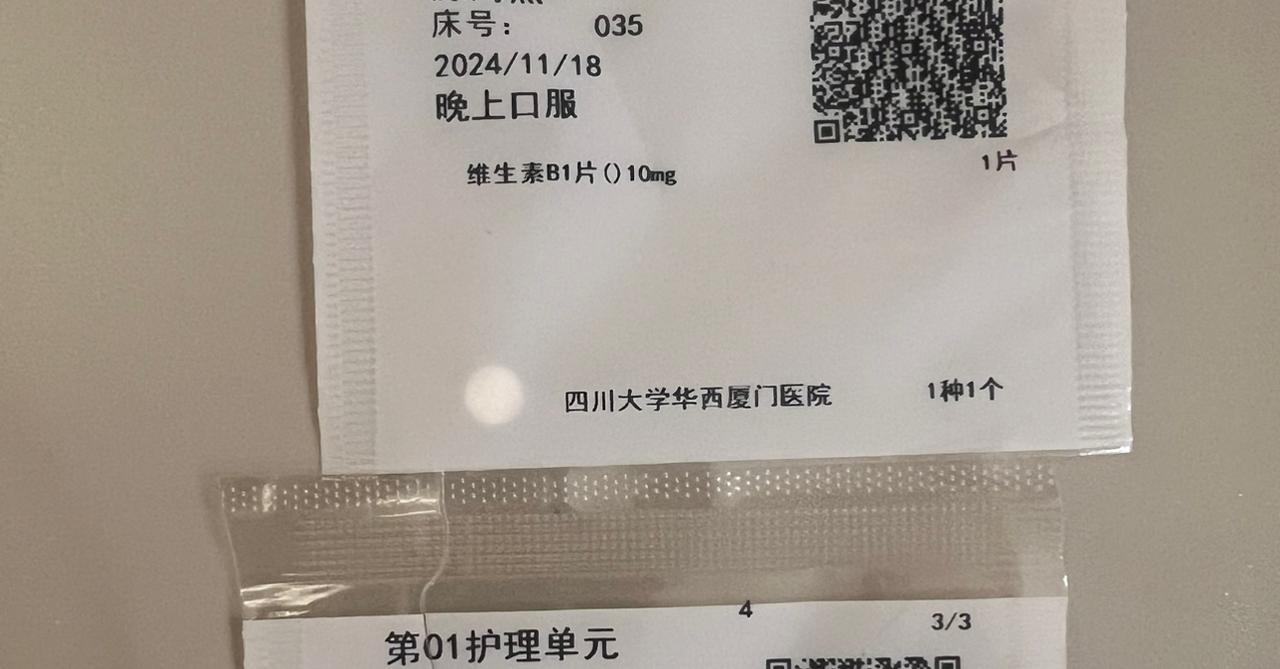 床号： 035
2024/11/18
晚上口服
维生素B1片()10mg
1片
四川大学华西厦门医院 1种1个
4
3/3
第01护理单元